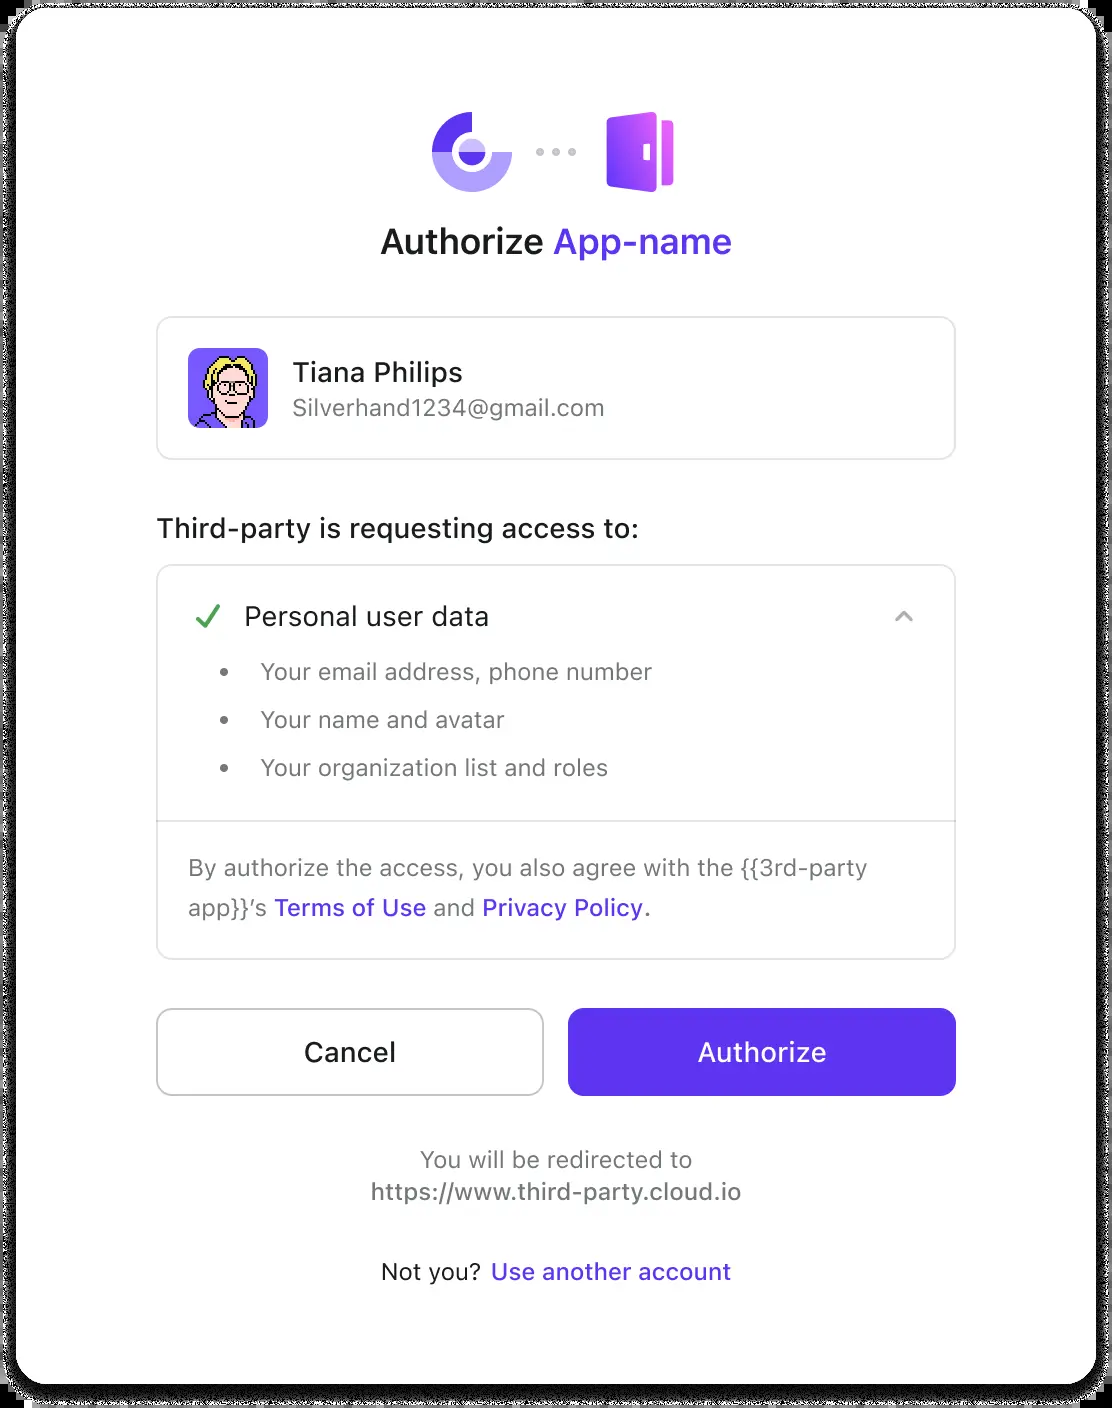 Authorize App-name
Tiana Philips
Silverhand1234@gmail.com
Third-party is requesting access to:
Personal user data
• Your email address, phone number
• Your name and avatar
• Your organization list and roles
By authorize the access, you also agree with the {{3rd-party
app}}’s Terms of Use and Privacy Policy.
Cancel
Authorize
You will be redirected to
https://www.third-party.cloud.io
Not you? Use another account